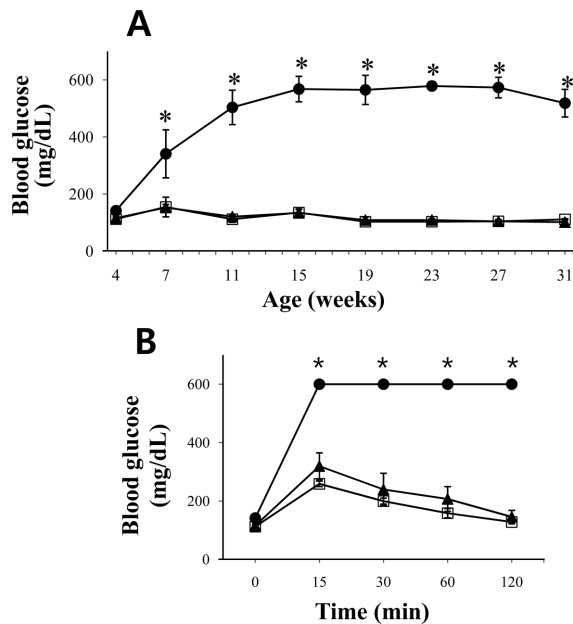 A
Blood glucose
(mg/dL)
600
400
200
0
* * * * * * *
4 7 11 15 19 23 27 31
Age (weeks)
B
Blood glucose
(mg/dL)
600
400
200
0
* * * *
0 15 30 60 120
Time (min)